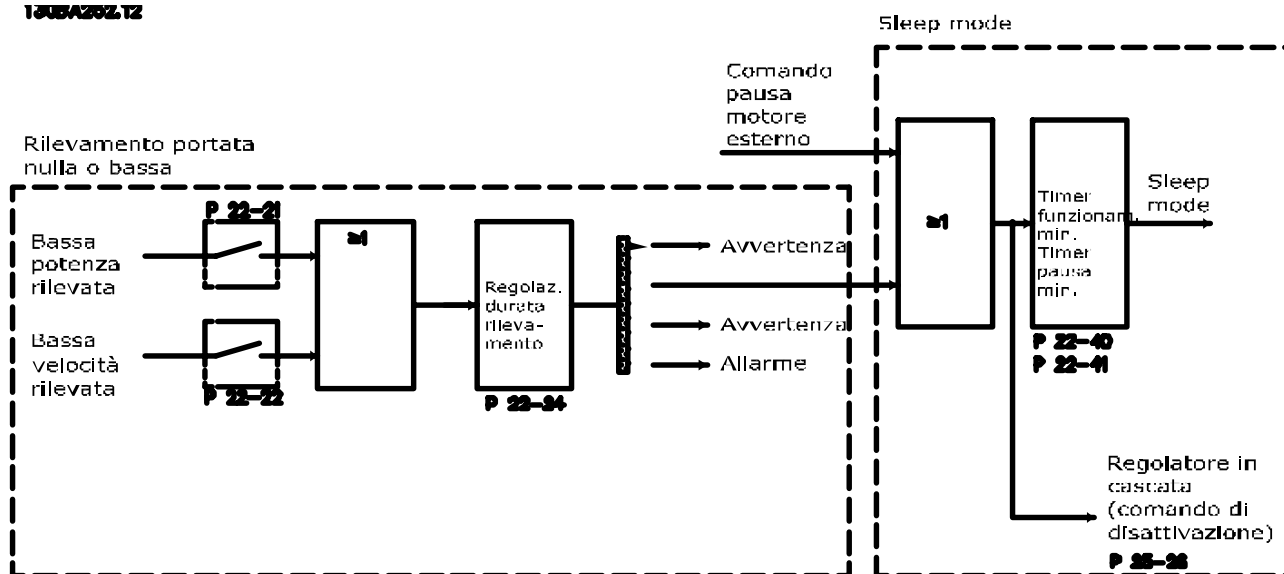 130BA252.12
Sleep mode
Comando
pausa
motore
esterno
Rilevamento portata
nulla o bassa
P 22-21
Bassa
potenza
rilevata
≥1
Bassa
velocità
rilevata
P 22-22
Regolaz.
durata
rileva-
mento
P 22-24
Avvertenza
Avvertenza
Allarme
≥1
Timer
funzionam.
min.
Timer
pausa
min.
P 22-40
P 22-41
Sleep
mode
Regolatore in
cascata
(comando di
disattivazione)
P 25-26